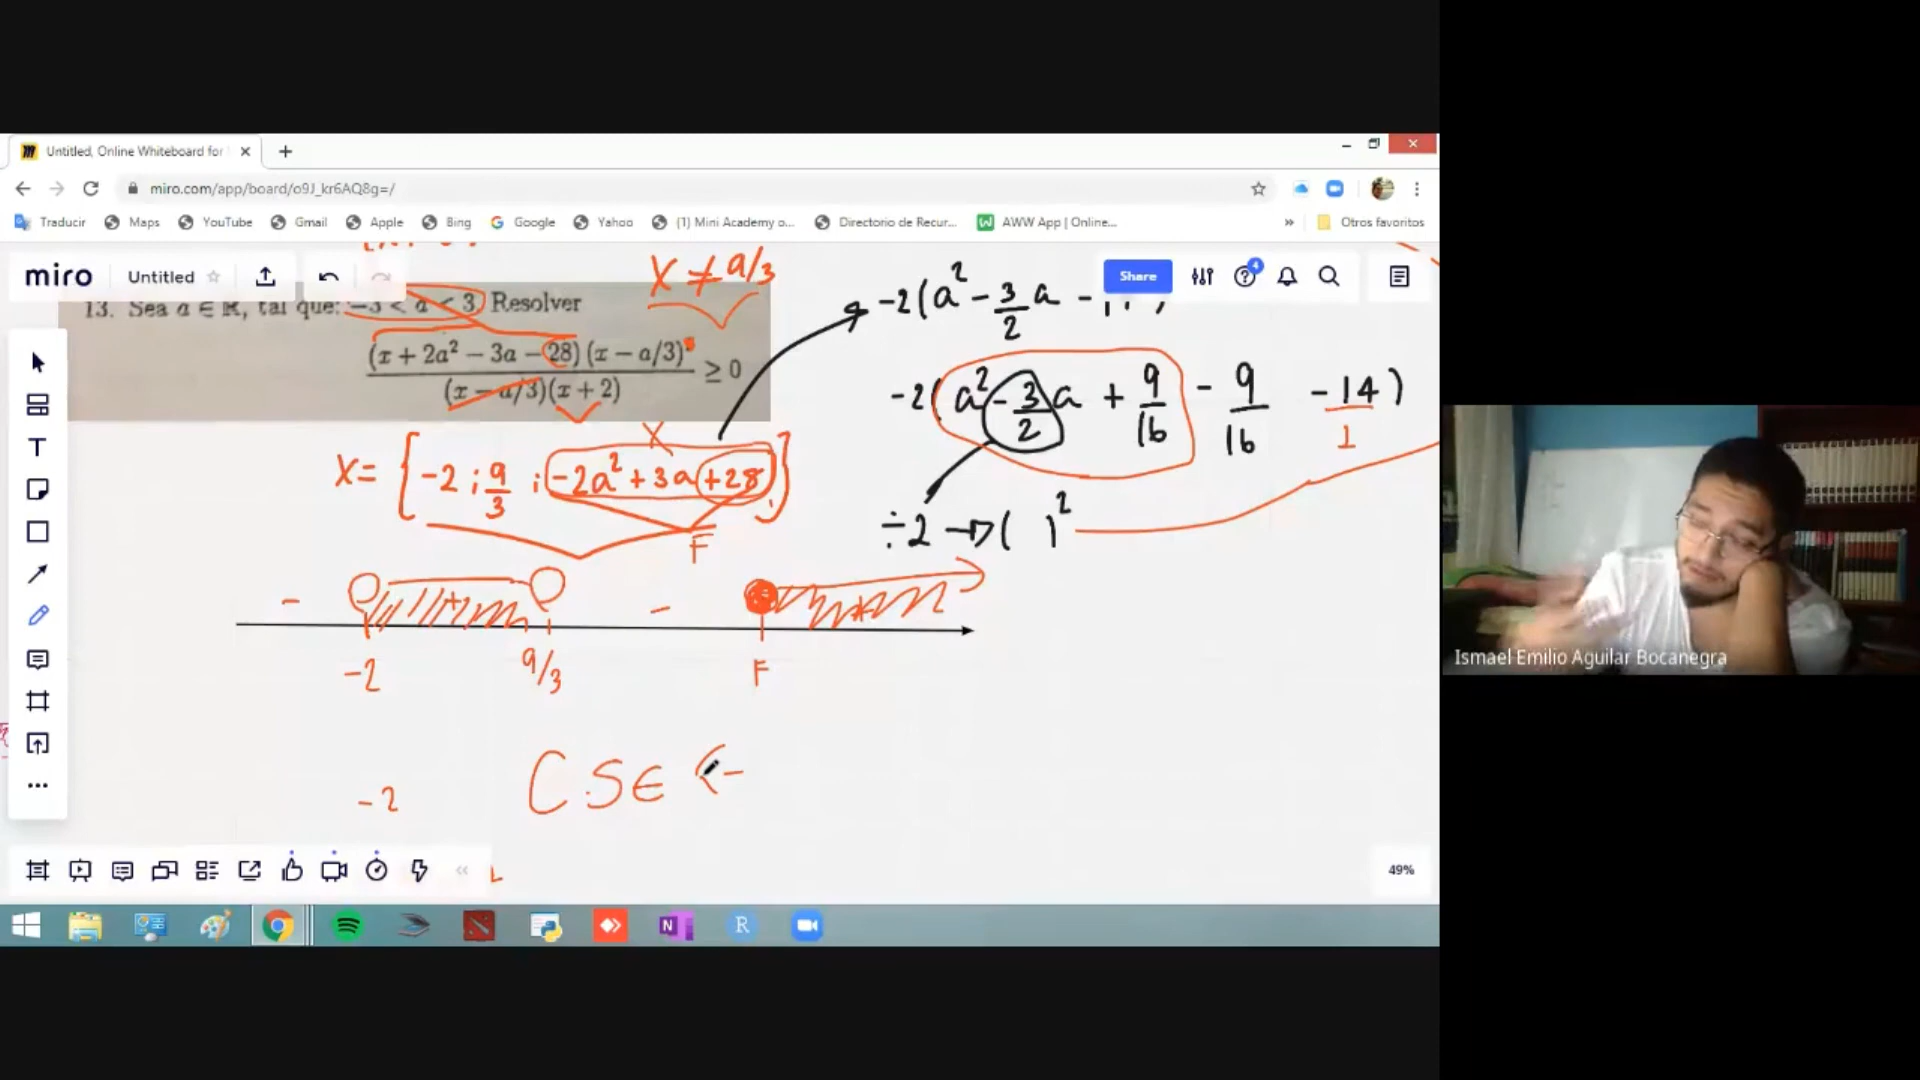 Untitled, Online Whiteboard for
miro.com/app/board/o9J_kr6AQ8g=/
Traducir Maps YouTube Gmail Apple Bing Google Yahoo (1) Mini Academy o... Directorio de Recur... AWW App | Online... » Otros favoritos
miro Untitled
Share
4
X ≠ a/3
13. Sea a ∈ ℝ, tal que: −3 < a < 3. Resolver
(x + 2a² − 3a − 28)(x − a/3)
(x − a/3)(x + 2)
≥ 0
X
X = { -2 ; a/3 ; -2a² + 3a + 28 }
F
- + - +
-2 a/3 F
-2(a² - 3/2 a -
-2(a² - 3/2 a + 9/16 - 9/16 - 14)
1
÷2 → ( )²
C.S ∈ <-
-2
49%
Ismael Emilio Aguilar Bocanegra